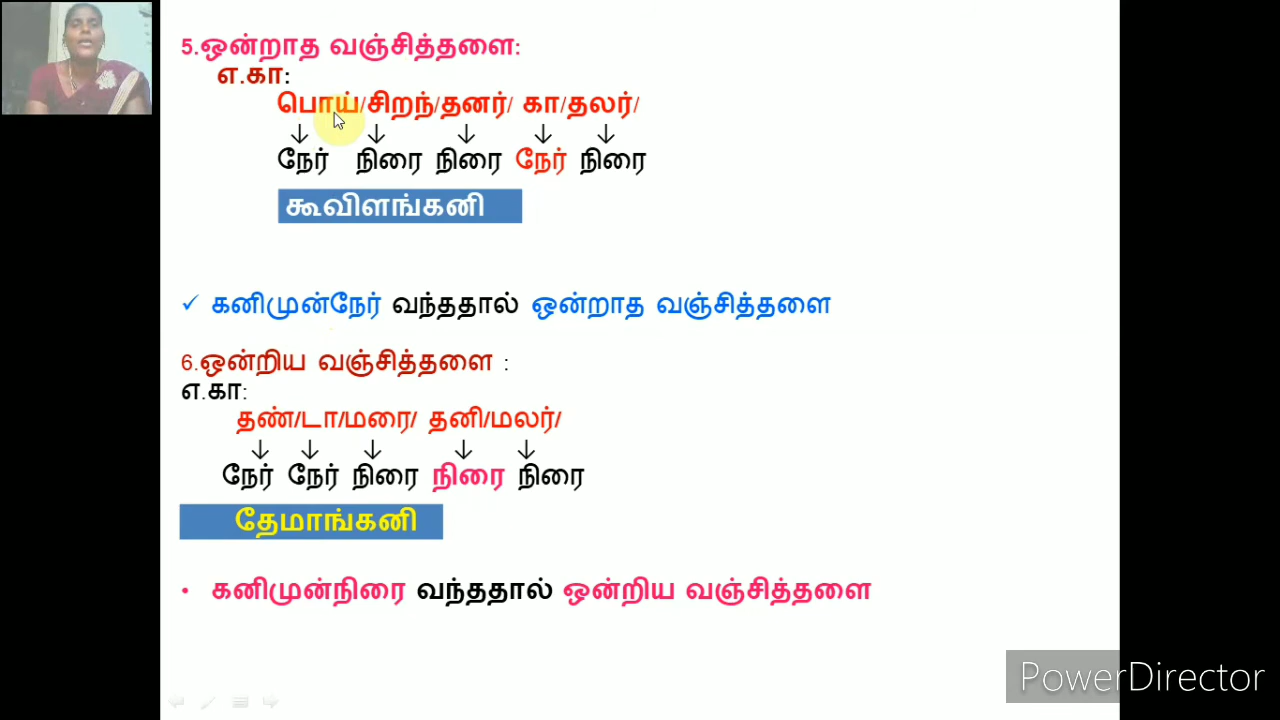 5.ஒன்றாத வஞ்சித்தளை:
எ.கா:
பொய்/சிறந்/தனர்/ கா/தலர்/
நேர் நிரை நிரை நேர் நிரை
கூவிளங்கனி
கனிமுன்நேர் வந்ததால் ஒன்றாத வஞ்சித்தளை
6.ஒன்றிய வஞ்சித்தளை :
எ.கா:
தண்/டா/மரை/ தனி/மலர்/
நேர் நேர் நிரை நிரை நிரை
தேமாங்கனி
• கனிமுன்நிரை வந்ததால் ஒன்றிய வஞ்சித்தளை
PowerDirector